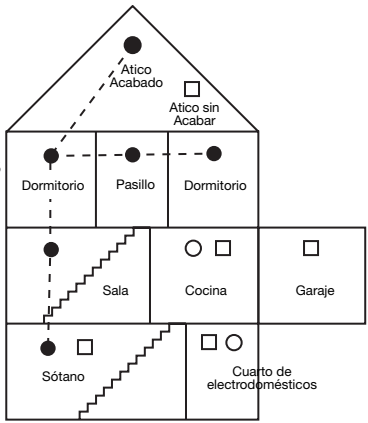 Atico
Acabado
Atico sin
Acabar
Dormitorio
Pasillo
Dormitorio
Sala
Cocina
Garaje
Sótano
Cuarto de
electrodomésticos